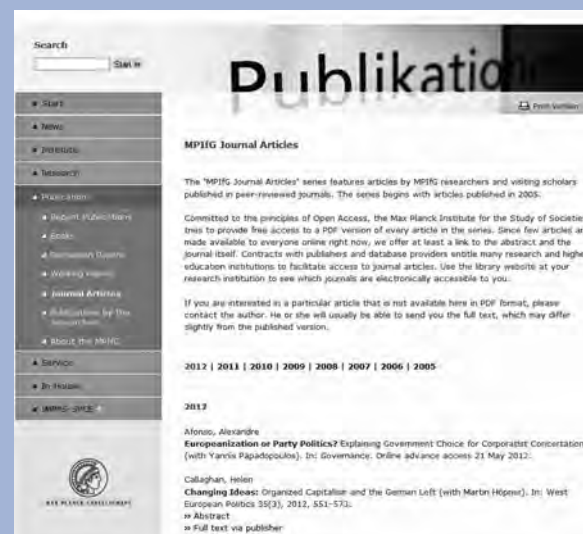 Search
Start »
Publikatio
Print version
Start
News
Institute
Research
Publication
Recent Publications
Books
Discussion Papers
Working Papers
Journal Articles
Publications by the
researchers
About the MPIfG
Service
In House
IMPRS-SPCE
MAX PLANCK GESELLSCHAFT
MPIfG Journal Articles
The "MPIfG Journal Articles" series features articles by MPIfG researchers and visiting scholars
published in peer-reviewed journals. The series begins with articles published in 2005.
Committed to the principles of Open Access, the Max Planck Institute for the Study of Societie
tries to provide free access to a PDF version of every article in the series. Since few articles ar
made available to everyone online right now, we offer at least a link to the abstract and the
journal itself. Contracts with publishers and database providers entitle many research and highe
education institutions to facilitate access to journal articles. Use the library website at your
research institution to see which journals are electronically accessible to you.
If you are interested in a particular article that is not available here in PDF format, please
contact the author. He or she will usually be able to send you the full text, which may differ
slightly from the published version.
2012 | 2011 | 2010 | 2009 | 2008 | 2007 | 2006 | 2005
2012
Afonso, Alexandre
Europeanization or Party Politics? Explaining Government Choice for Corporatist Concertation
(with Yannis Papadopoulos). In: Governance. Online advance access 21 May 2012.
Callaghan, Helen
Changing Ideas: Organized Capitalism and the German Left (with Martin Höpner). In: West
European Politics 35(3), 2012, 551–573.
» Abstract
» Full text via publisher